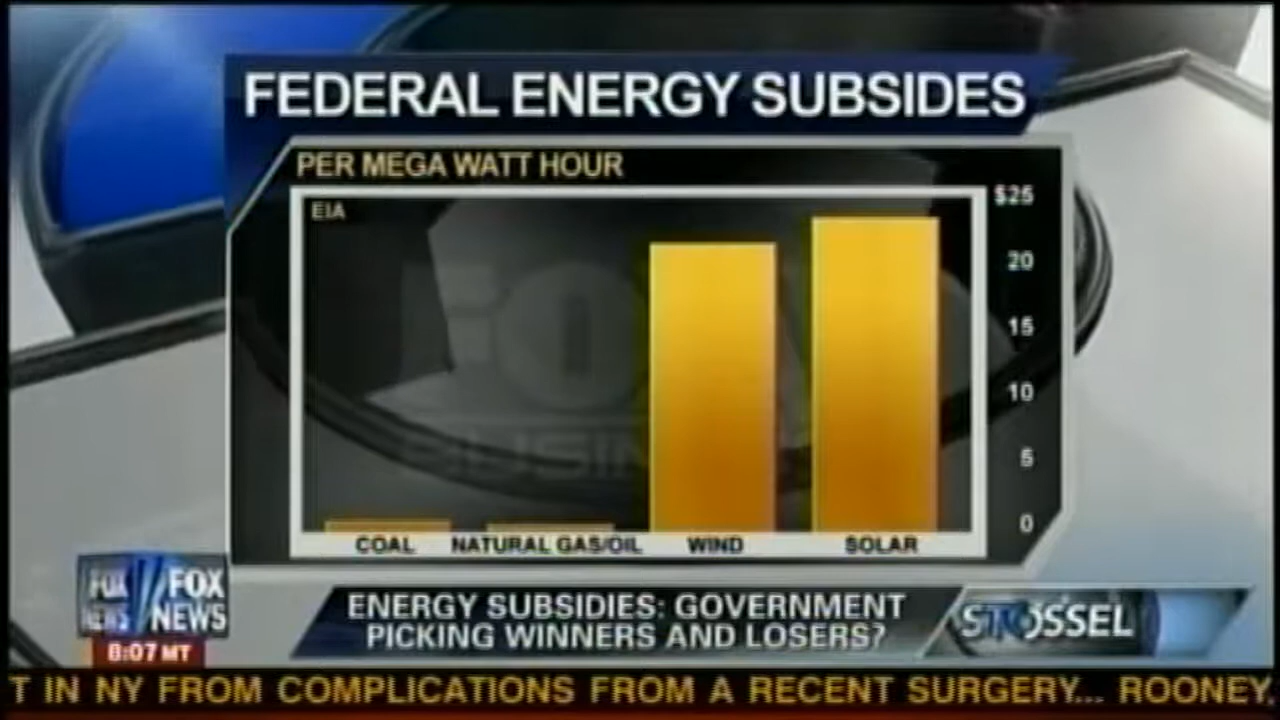 FEDERAL ENERGY SUBSIDES
PER MEGA WATT HOUR
EIA
$25
20
15
10
5
0
COAL NATURAL GAS/OIL WIND SOLAR
FOX NEWS
FOX NEWS
8:07 MT
ENERGY SUBSIDIES: GOVERNMENT
PICKING WINNERS AND LOSERS?
STOSSEL
T IN NY FROM COMPLICATIONS FROM A RECENT SURGERY... ROONEY,